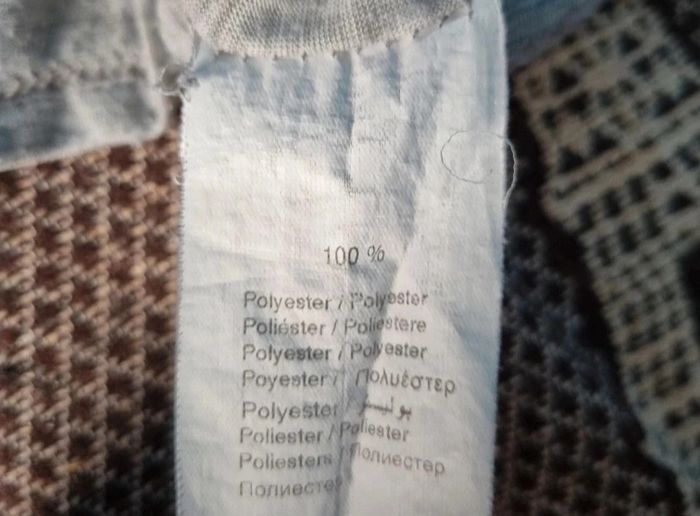 100 %
Polyester / Polyester
Poliéster / Poliestere
Polyester / Polyester
Poyester / Πολυέστερ
Polyester بوليستر
Poliester / Poliester
Poliesters / Полиестер
Полиестер